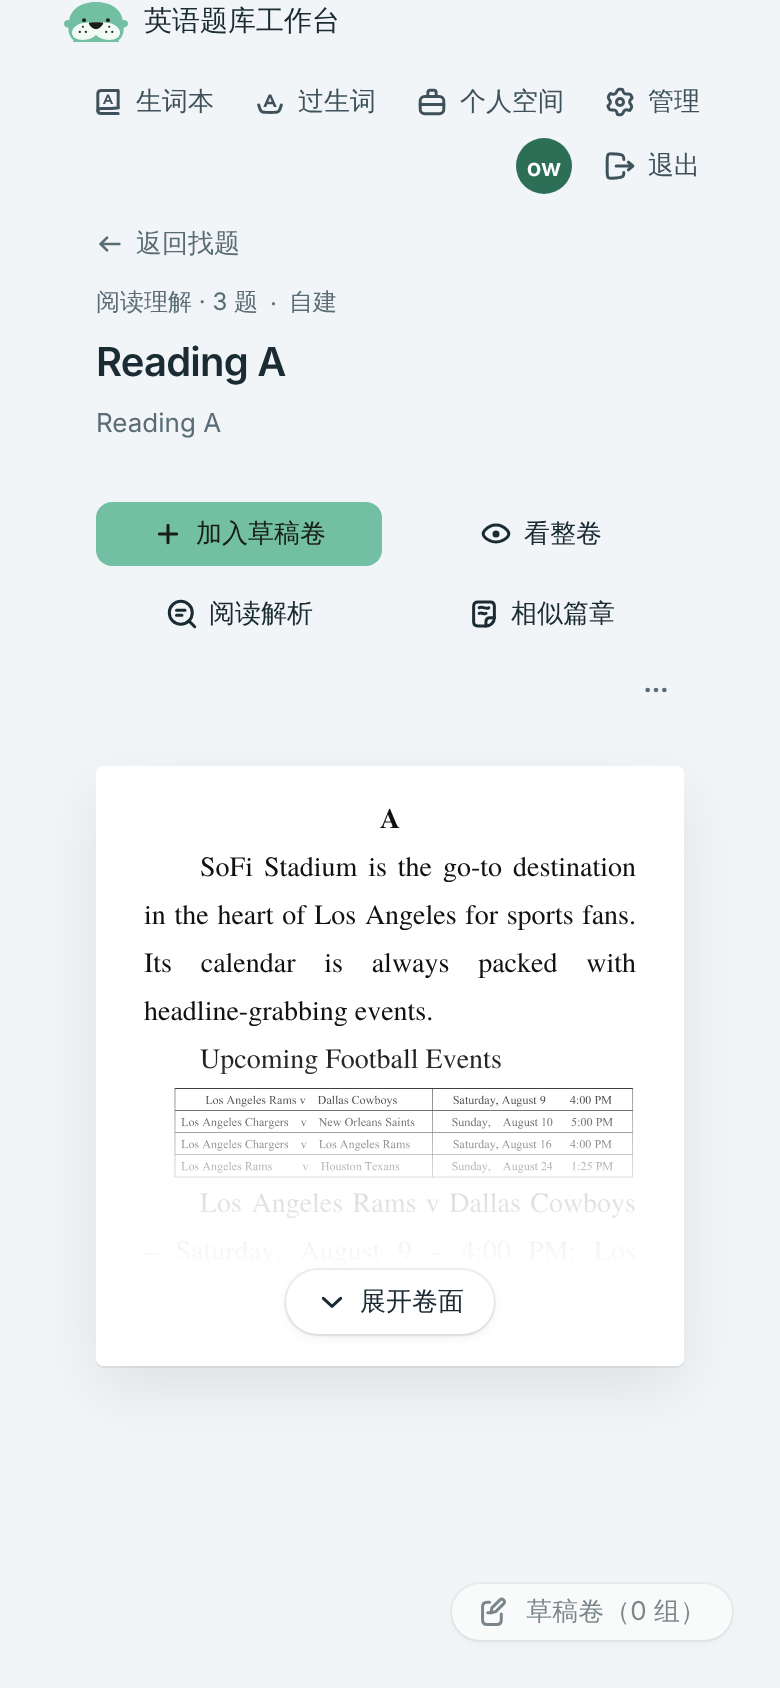 英语题库工作台
生词本 过生词 个人空间 管理
ow 退出
返回找题
阅读理解 · 3 题 · 自建
Reading A
Reading A
加入草稿卷 看整卷
阅读解析 相似篇章
A
SoFi Stadium is the go-to destination
in the heart of Los Angeles for sports fans.
Its calendar is always packed with
headline-grabbing events.
Upcoming Football Events
Los Angeles Rams v Dallas Cowboys Saturday, August 9 4:00 PM
Los Angeles Chargers v New Orleans Saints Sunday, August 10 5:00 PM
Los Angeles Chargers v Los Angeles Rams Saturday, August 16 4:00 PM
Los Angeles Rams v Houston Texans Sunday, August 24 1:25 PM
Los Angeles Rams v Dallas Cowboys
– Saturday, August 9 – 4:00 PM; Los
展开卷面
草稿卷（0 组）